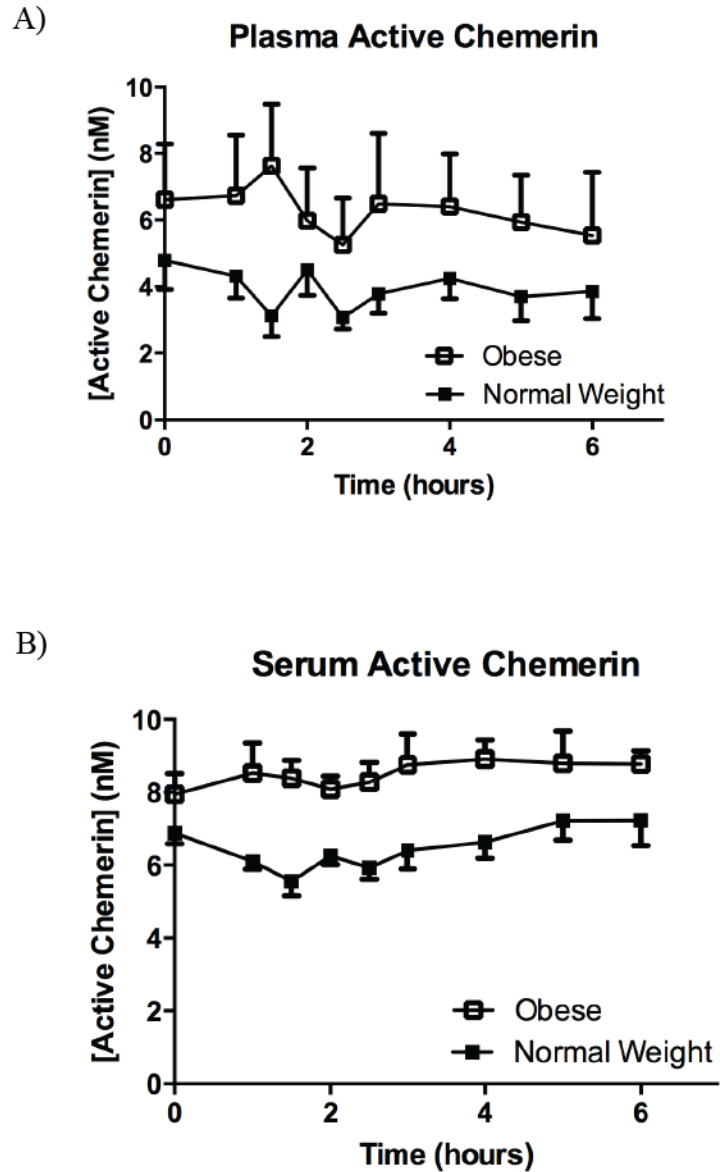 A)
Plasma Active Chemerin
[Active Chemerin] (nM)
10
8
6
4
2
0
0 2 4 6
Time (hours)
Obese
Normal Weight
B)
Serum Active Chemerin
[Active Chemerin] (nM)
10
8
6
4
2
0
0 2 4 6
Time (hours)
Obese
Normal Weight